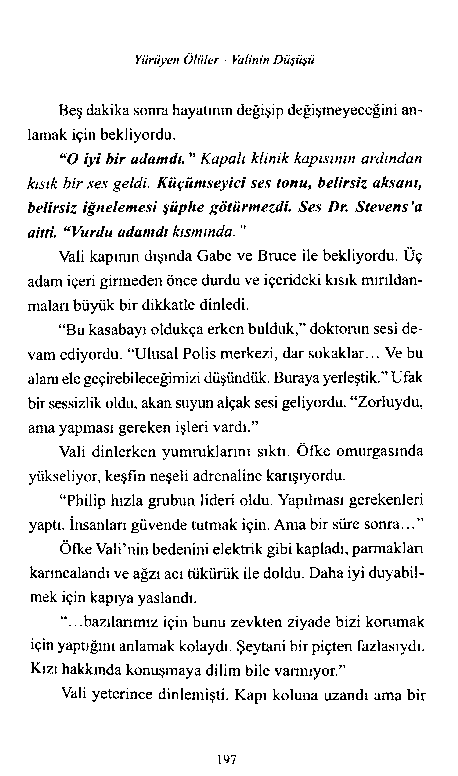 Yürüyen Ölüler - Valinin Düşüşü
Beş dakika sonra hayatının değişip değişmeyeceğini an-
lamak için bekliyordu.
“O iyi bir adamdı.” Kapalı klinik kapısının ardından
kısık bir ses geldi. Küçümseyici ses tonu, belirsiz aksanı,
belirsiz iğnelemesi şüphe götürmezdi. Ses Dr. Stevens'a
aitti. “Vurdu adamdı kısmında.”
Vali kapının dışında Gabe ve Bruce ile bekliyordu. Üç
adam içeri girmeden önce durdu ve içerideki kısık mırıldan-
maları büyük bir dikkatle dinledi.
“Bu kasabayı oldukça erken bulduk,” doktorun sesi de-
vam ediyordu. “Ulusal Polis merkezi, dar sokaklar... Ve bu
alanı ele geçirebileceğimizi düşündük. Buraya yerleştik.” Ufak
bir sessizlik oldu, akan suyun alçak sesi geliyordu. “Zorluydu,
ama yapması gereken işleri vardı.”
Vali dinlerken yumruklarını sıktı. Öfke omurgasında
yükseliyor, keşfin neşeli adrenaline karışıyordu.
“Philip hızla grubun lideri oldu. Yapılması gerekenleri
yaptı. İnsanları güvende tutmak için. Ama bir süre sonra...”
Öfke Vali'nin bedenini elektrik gibi kapladı, parmakları
karıncalandı ve ağzı acı tükürük ile doldu. Daha iyi duyabil-
mek için kapıya yaslandı.
“...bazılarımız için bunu zevkten ziyade bizi korumak
için yaptığını anlamak kolaydı. Şeytani bir piçten fazlasıydı.
Kızı hakkında konuşmaya dilim bile varmıyor.”
Vali yeterince dinlemişti. Kapı koluna uzandı ama bir
197